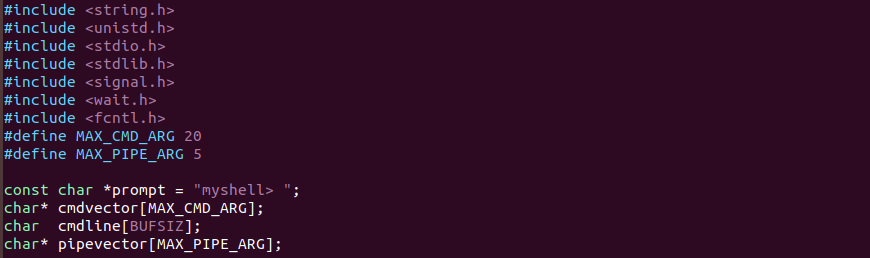 #include <string.h>
#include <unistd.h>
#include <stdio.h>
#include <stdlib.h>
#include <signal.h>
#include <wait.h>
#include <fcntl.h>
#define MAX_CMD_ARG 20
#define MAX_PIPE_ARG 5
const char *prompt = "myshell> ";
char* cmdvector[MAX_CMD_ARG];
char  cmdline[BUFSIZ];
char* pipevector[MAX_PIPE_ARG];